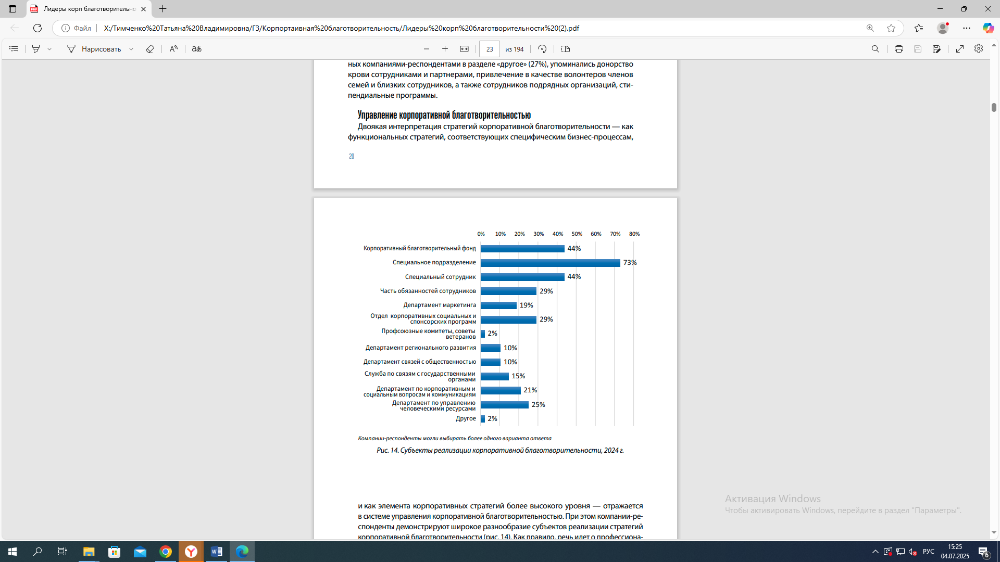 Лидеры корп благотворительно
Файл
X:/Тимченко%20Татьяна%20Владимировна/ГЗ/Корпортаивная%20благотворительность/Лидеры%20корп%20благотворительности%20(2).pdf
Нарисовать
aあ
23
из 194
ных компаниями-респондентами в разделе «другое» (27%), упоминались донорство
крови сотрудниками и партнерами, привлечение в качестве волонтеров членов
семей и близких сотрудников, а также сотрудников подрядных организаций, сти-
пендиальные программы.
Управление корпоративной благотворительностью
Двоякая интерпретация стратегий корпоративной благотворительности — как
функциональных стратегий, соответствующих специфическим бизнес-процессам,
20
0% 10% 20% 30% 40% 50% 60% 70% 80%
Корпоративный благотворительный фонд 44%
Специальное подразделение 73%
Специальный сотрудник 44%
Часть обязанностей сотрудников 29%
Департамент маркетинга 19%
Отдел корпоративных социальных и
спонсорских программ 29%
Профсоюзные комитеты, советы
ветеранов 2%
Департамент регионального развития 10%
Департамент связей с общественностью 10%
Служба по связям с государственными
органами 15%
Департамент по корпоративным и
социальным вопросам и коммуникациям 21%
Департамент по управлению
человеческими ресурсами 25%
Другое 2%
Компании-респонденты могли выбирать более одного варианта ответа
Рис. 14. Субъекты реализации корпоративной благотворительности, 2024 г.
и как элемента корпоративных стратегий более высокого уровня — отражается
в системе управления корпоративной благотворительностью. При этом компании-ре-
спонденты демонстрируют широкое разнообразие субъектов реализации стратегий
корпоративной благотворительности (рис. 14). Как правило, речь идет о профессиона-
Активация Windows
Чтобы активировать Windows, перейдите в раздел "Параметры".
РУС
15:25
04.07.2025
6